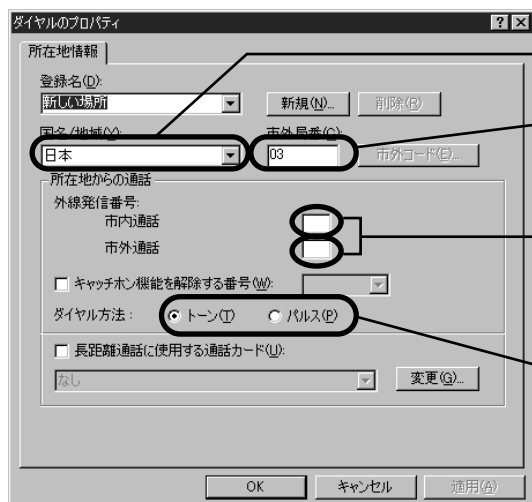 ダイヤルのプロパティ
所在地情報
登録名(D):
新しい場所 新規(N)... 削除(R)
国名/地域(Y): 市外局番(C):
日本 03 市外コード(E)...
所在地からの通話
外線発信番号:
市内通話
市外通話
キャッチホン機能を解除する番号(W):
ダイヤル方法: トーン(T) パルス(P)
長距離通話に使用する通話カード(U):
なし 変更(G)...
OK キャンセル 適用(A)